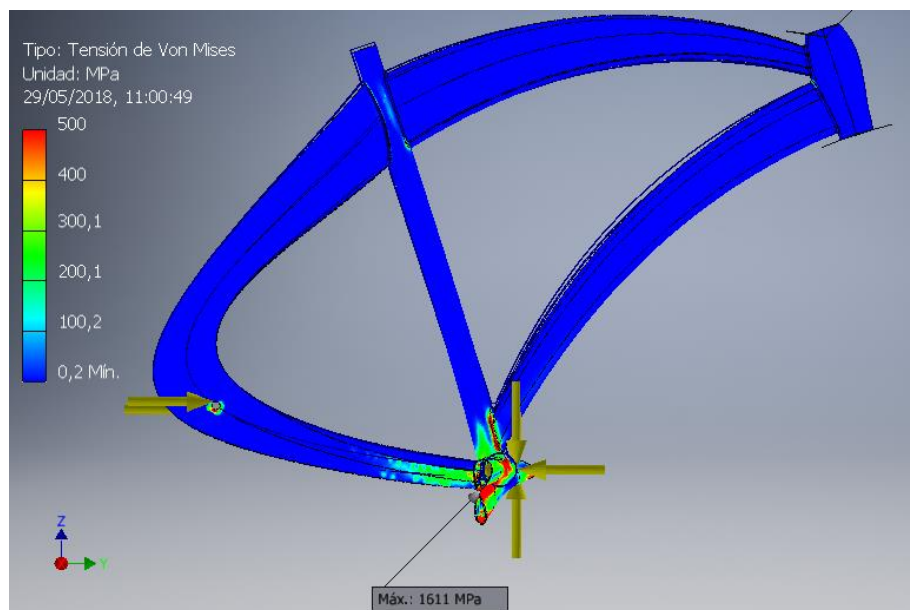 Tipo: Tensión de Von Mises
Unidad: MPa
29/05/2018, 11:00:49
500
400
300,1
200,1
100,2
0,2 Mín.
Z
Y
Máx.: 1611 MPa